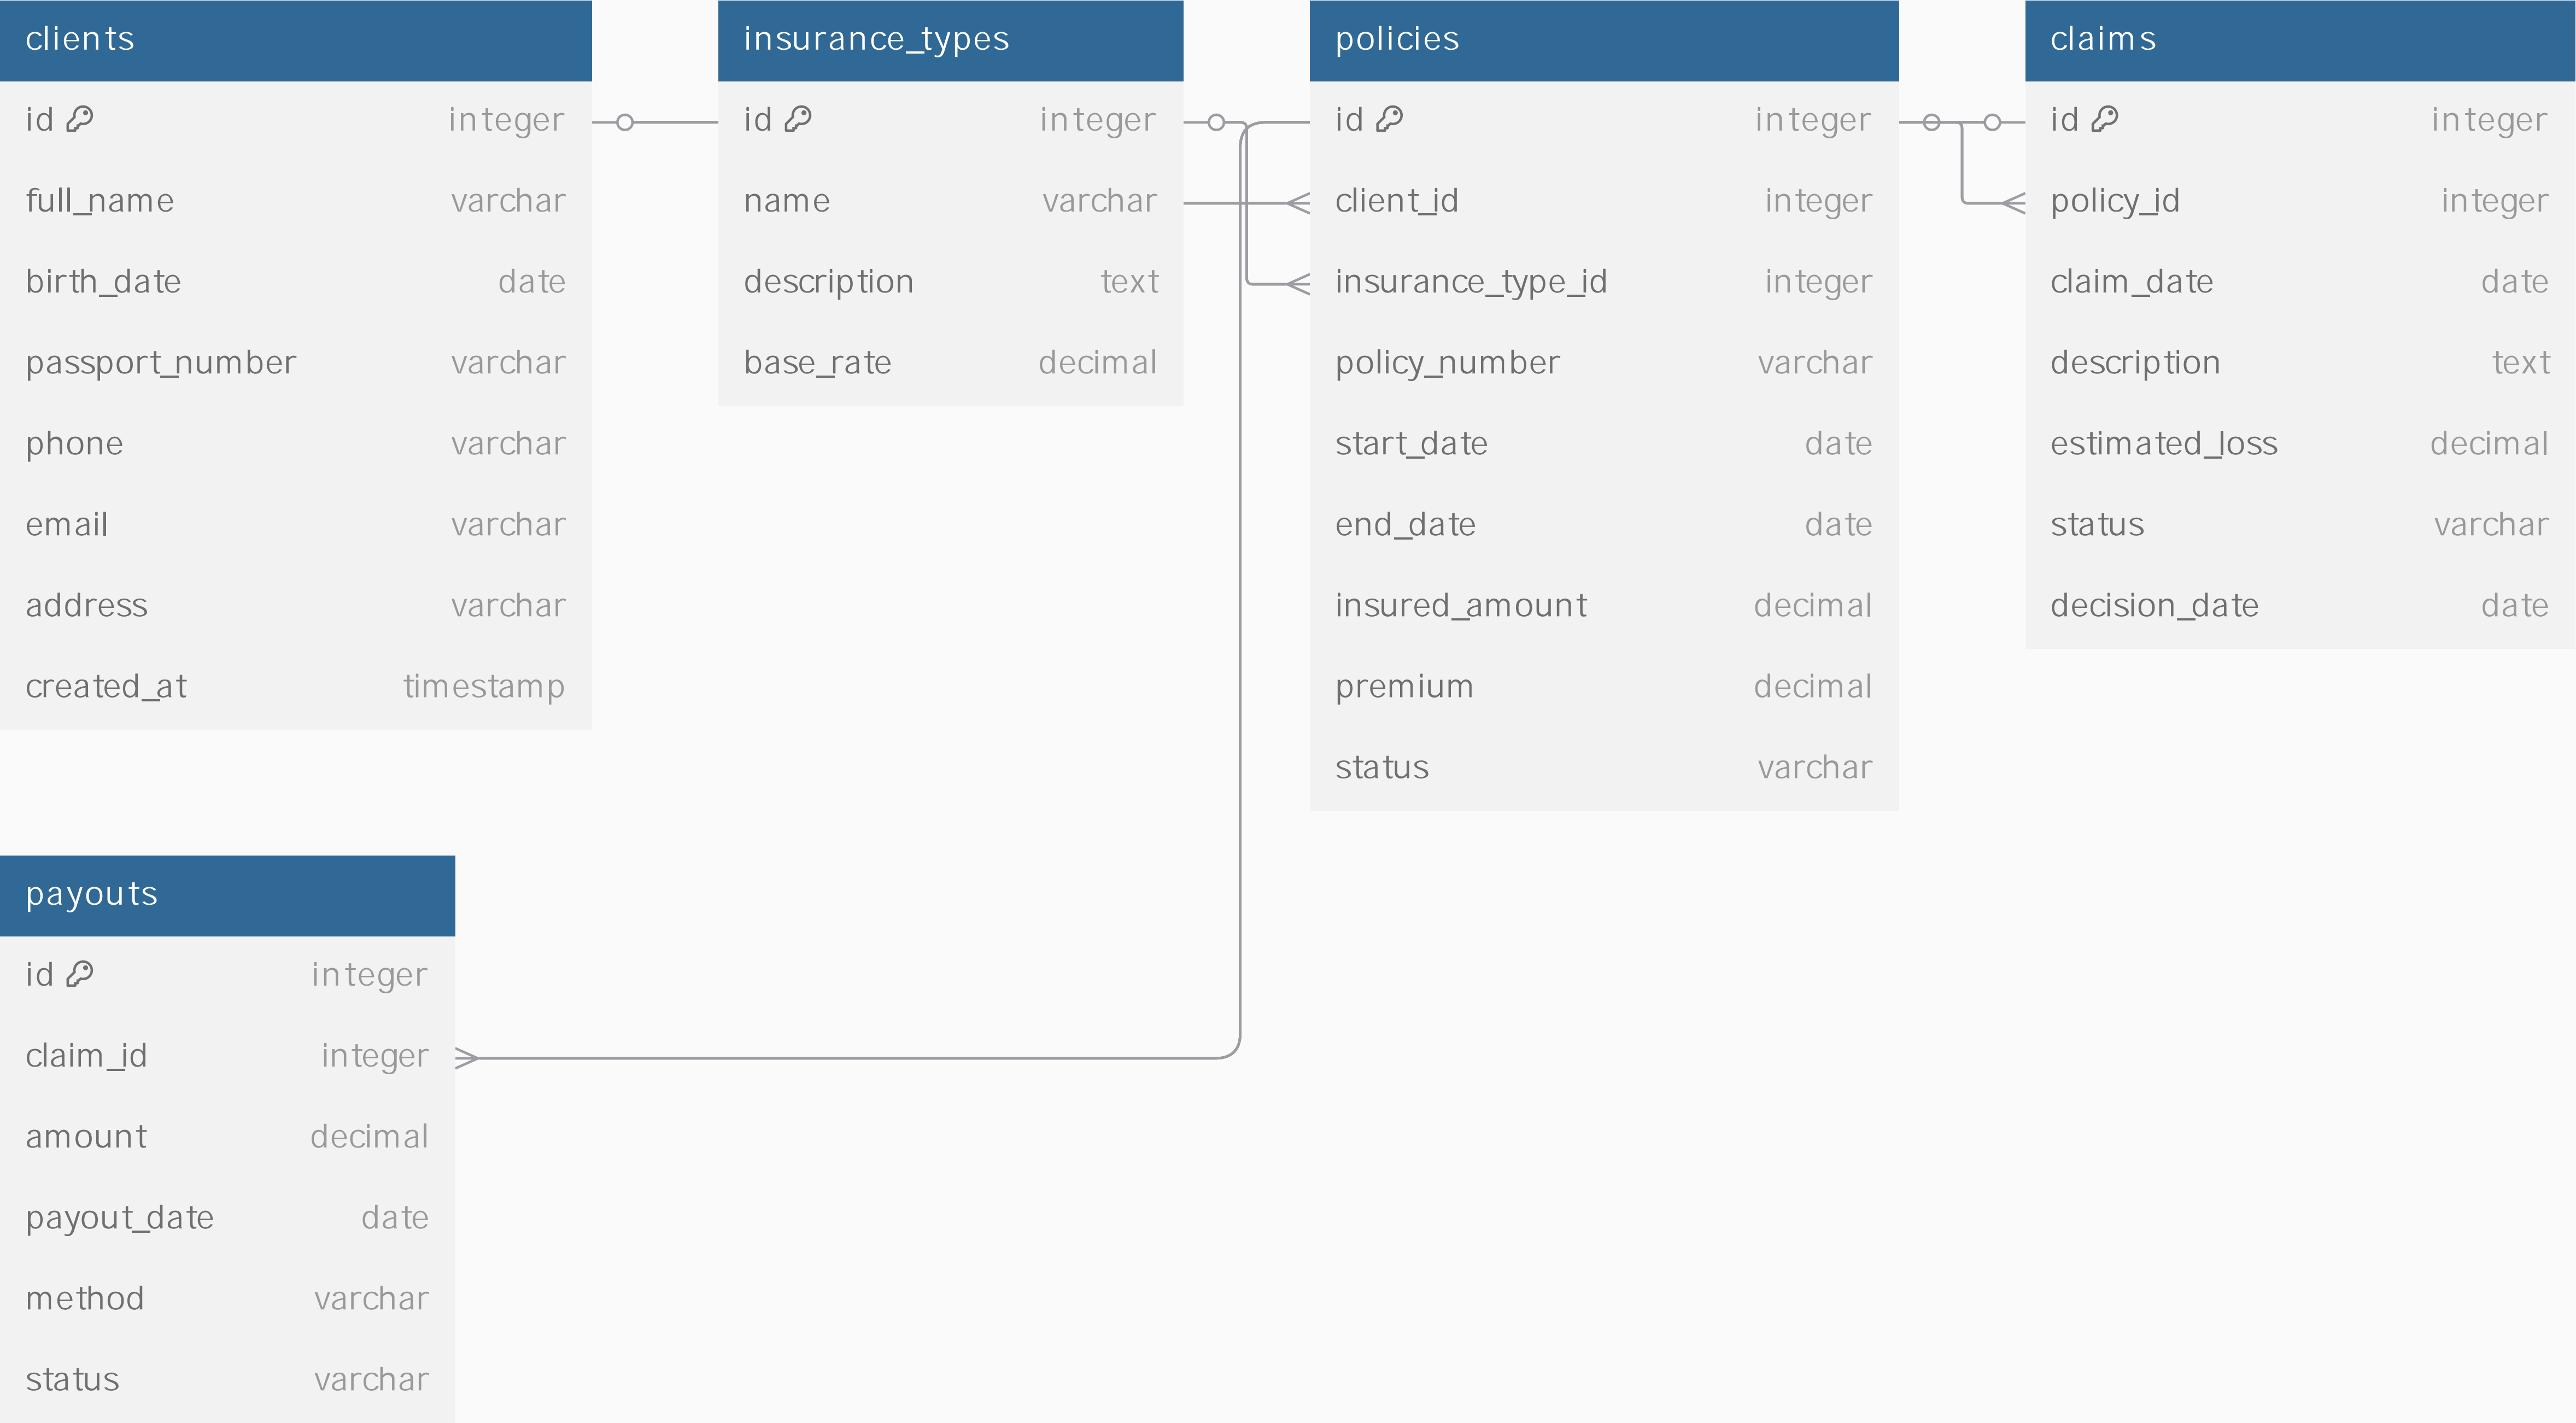 clients
id integer
full_name varchar
birth_date date
passport_number varchar
phone varchar
email varchar
address varchar
created_at timestamp
insurance_types
id integer
name varchar
description text
base_rate decimal
policies
id integer
client_id integer
insurance_type_id integer
policy_number varchar
start_date date
end_date date
insured_amount decimal
premium decimal
status varchar
claims
id integer
policy_id integer
claim_date date
description text
estimated_loss decimal
status varchar
decision_date date
payouts
id integer
claim_id integer
amount decimal
payout_date date
method varchar
status varchar